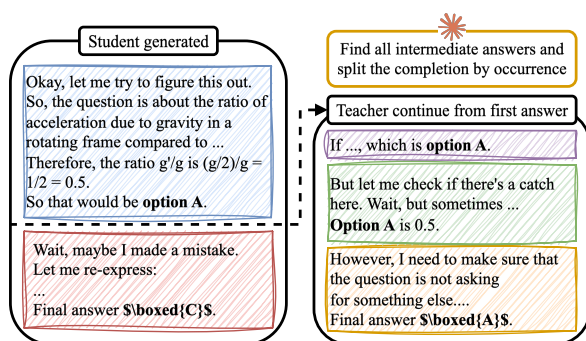 Student generated
Okay, let me try to figure this out.
So, the question is about the ratio of
acceleration due to gravity in a
rotating frame compared to ...
Therefore, the ratio g'/g is (g/2)/g =
1/2 = 0.5.
So that would be option A.
Wait, maybe I made a mistake.
Let me re-express:
...
Final answer $\boxed{C}$.
Find all intermediate answers and
split the completion by occurrence
Teacher continue from first answer
If ..., which is option A.
But let me check if there's a catch
here. Wait, but sometimes ...
Option A is 0.5.
However, I need to make sure that
the question is not asking
for something else....
Final answer $\boxed{A}$.